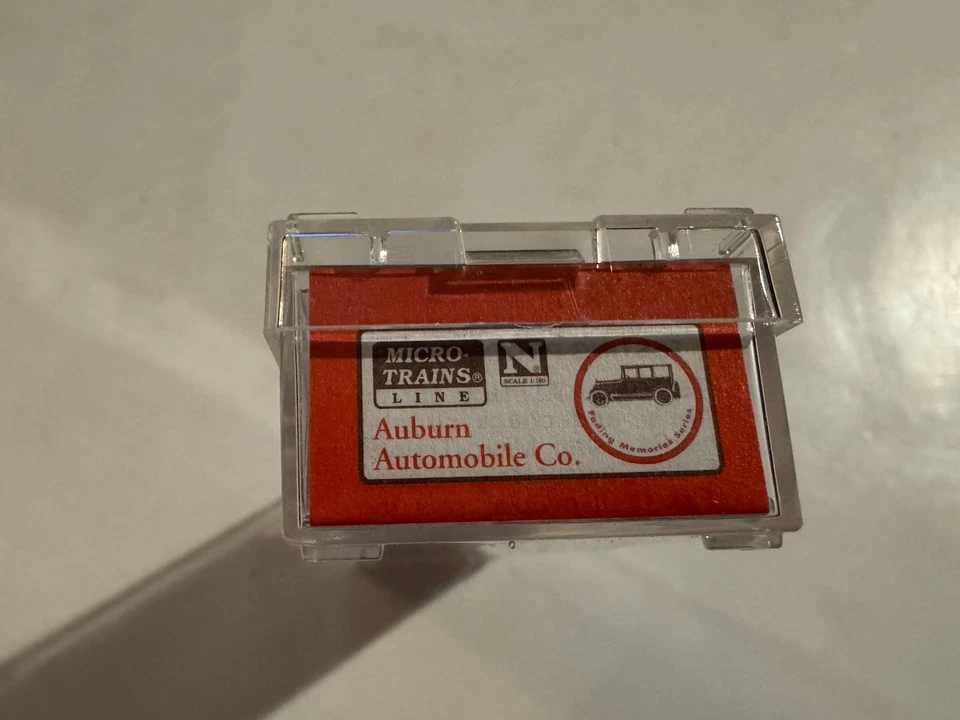 MICRO-
TRAINS®
LINE
N®
SCALE 1:160
Auburn
Automobile Co.
Fading Memories Series